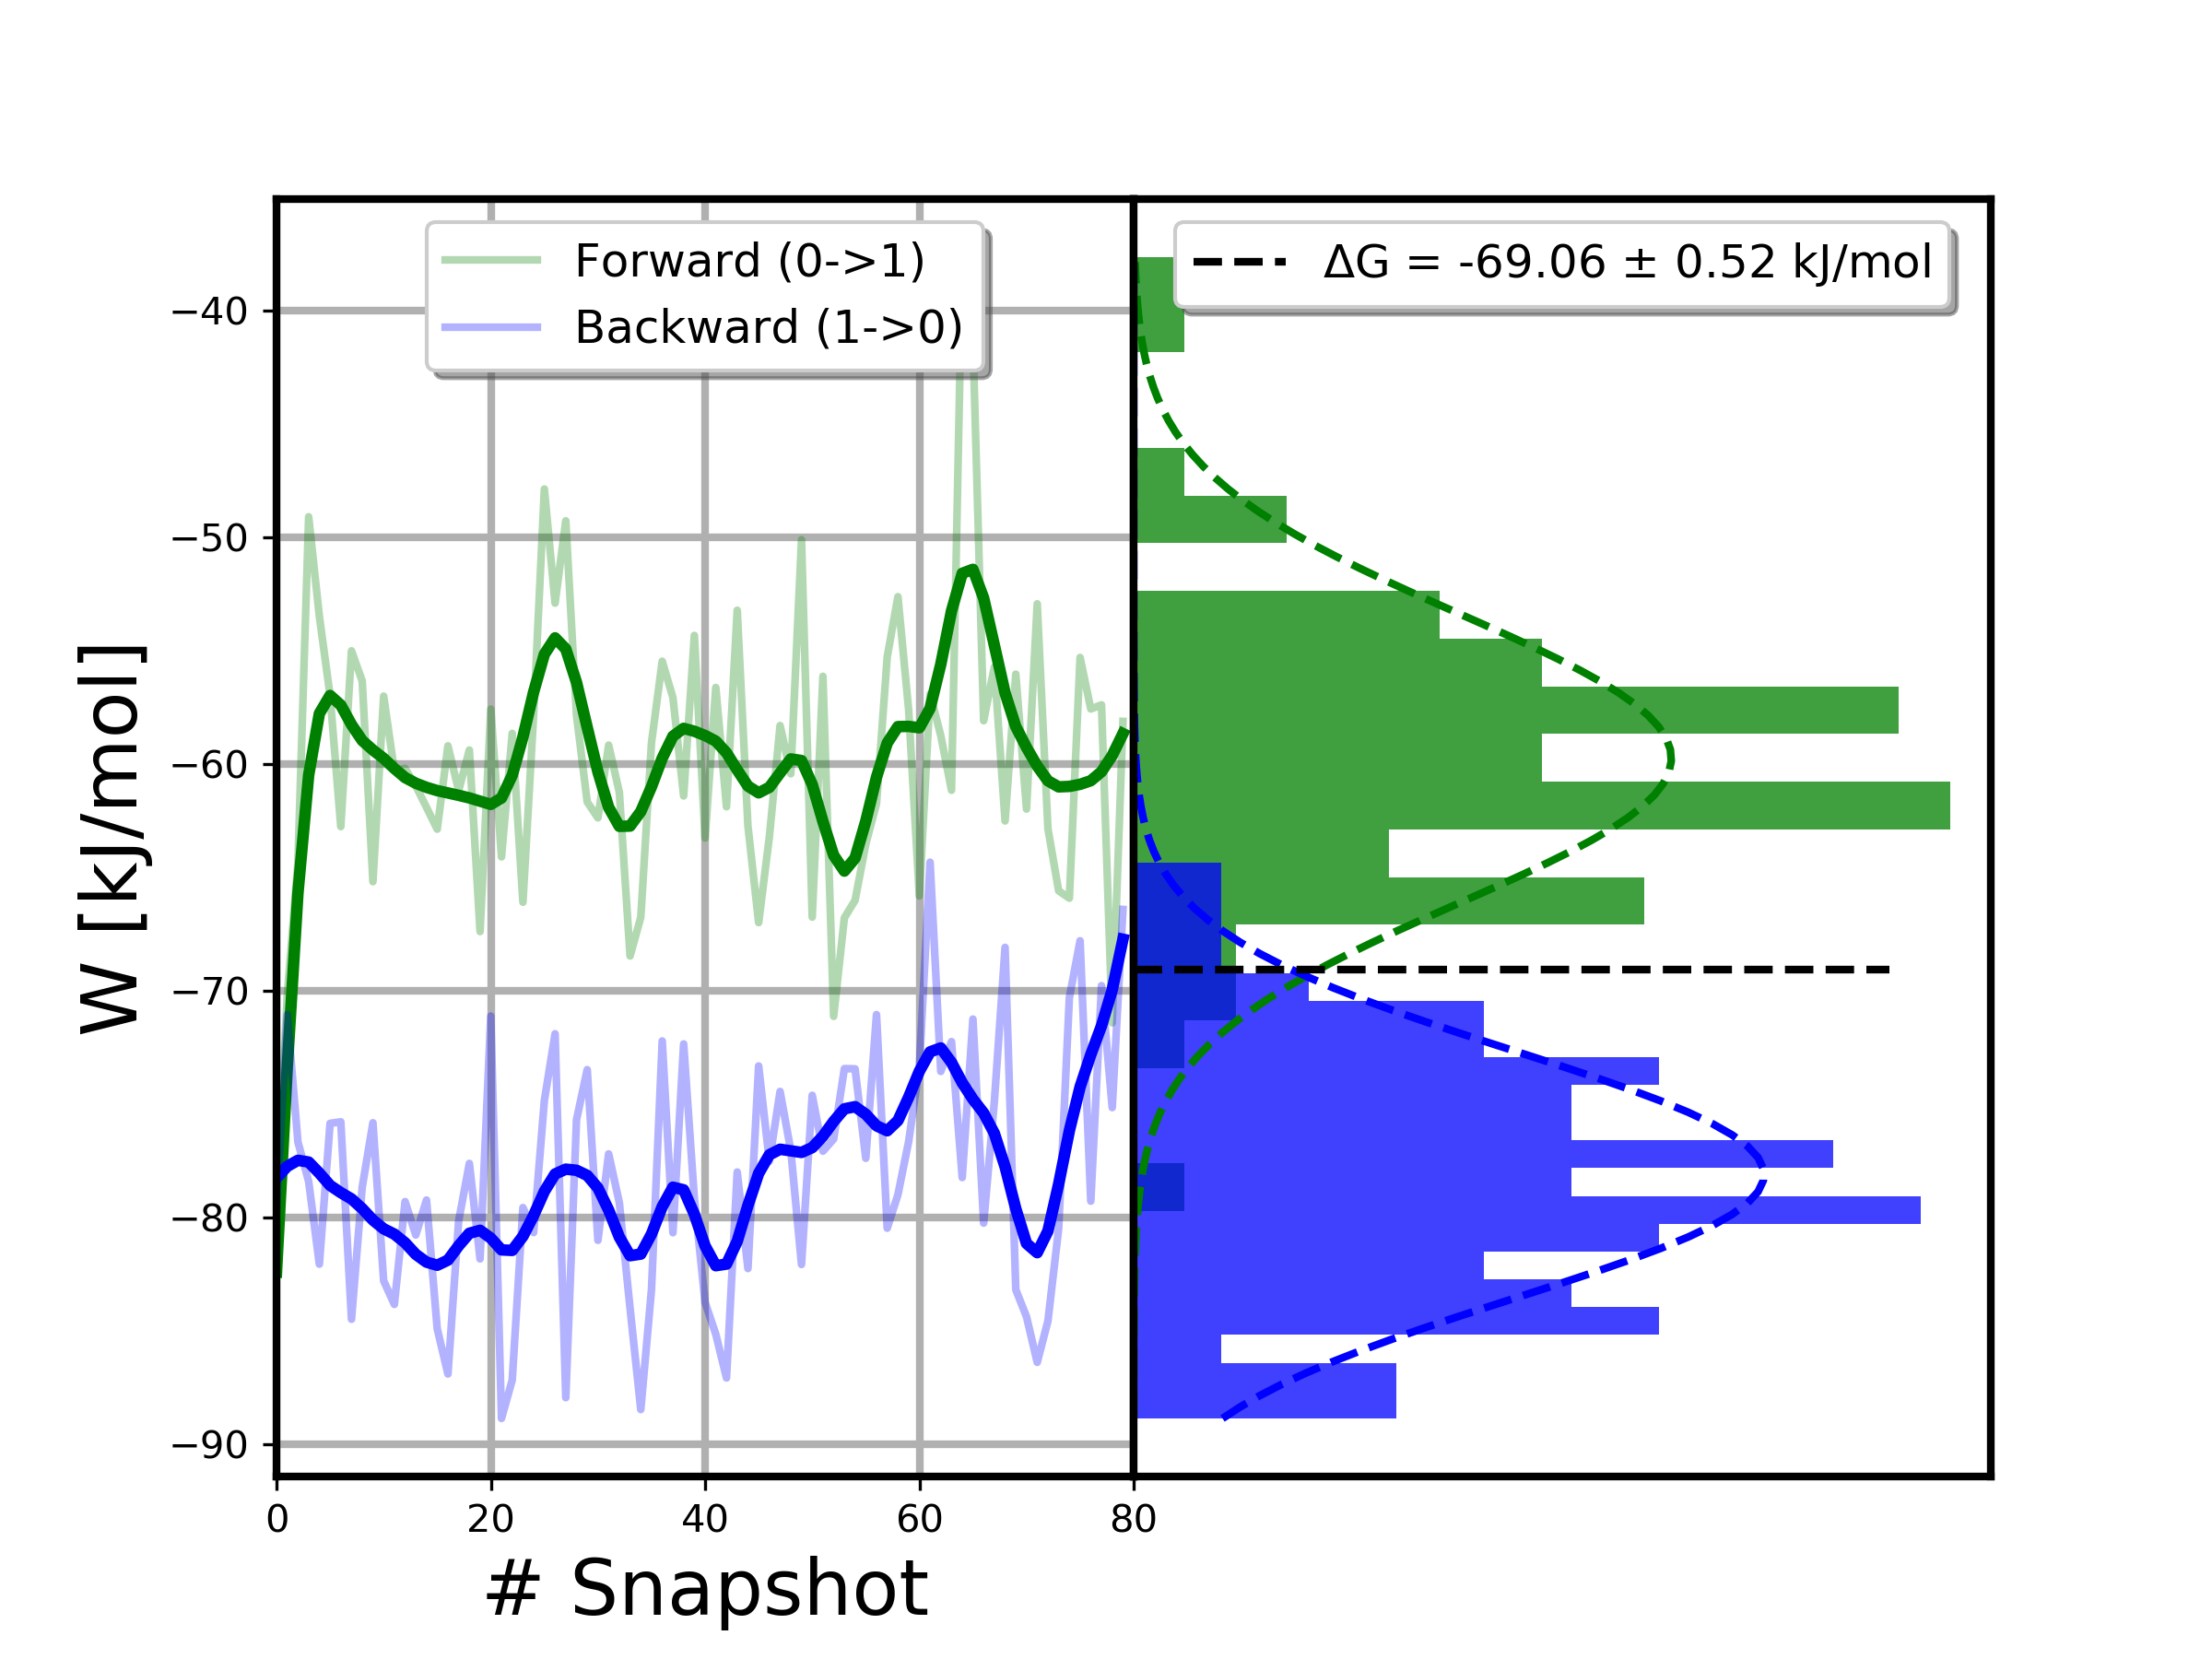 Forward (0->1)
Backward (1->0)
ΔG = -69.06 ± 0.52 kJ/mol
W [kJ/mol]
−40
−50
−60
−70
−80
−90
0
20
40
60
80
# Snapshot